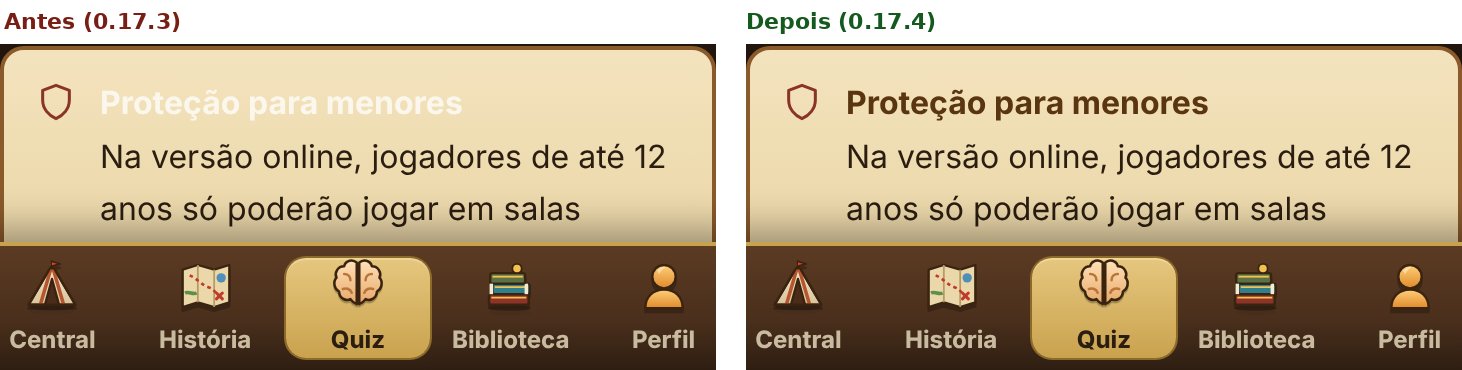 Antes (0.17.3)
Proteção para menores
Na versão online, jogadores de até 12
anos só poderão jogar em salas
Central
História
Quiz
Biblioteca
Perfil
Depois (0.17.4)
Proteção para menores
Na versão online, jogadores de até 12
anos só poderão jogar em salas
Central
História
Quiz
Biblioteca
Perfil